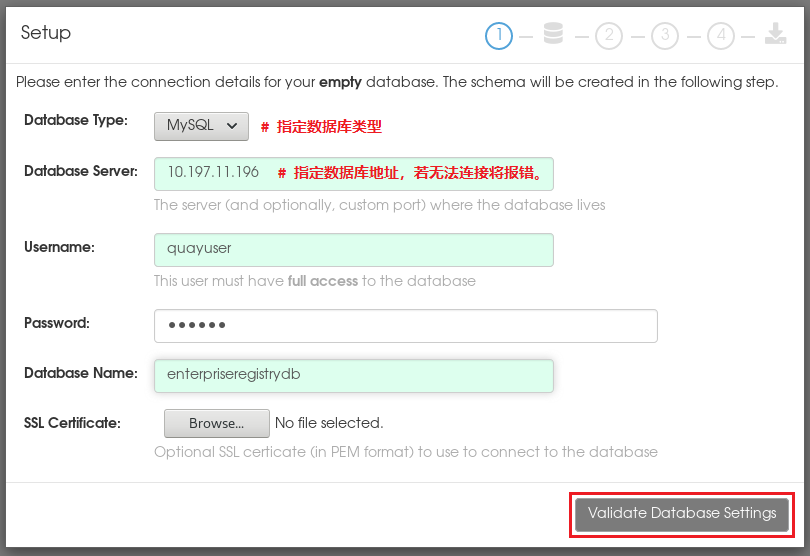 Setup
1 2 3 4
Please enter the connection details for your empty database. The schema will be created in the following step.
Database Type: MySQL # 指定数据库类型
Database Server: 10.197.11.196 # 指定数据库地址，若无法连接将报错。
The server (and optionally, custom port) where the database lives
Username: quayuser
This user must have full access to the database
Password: ••••••
Database Name: enterpriseregistrydb
SSL Certificate: Browse... No file selected.
Optional SSL certicate (in PEM format) to use to connect to the database
Validate Database Settings